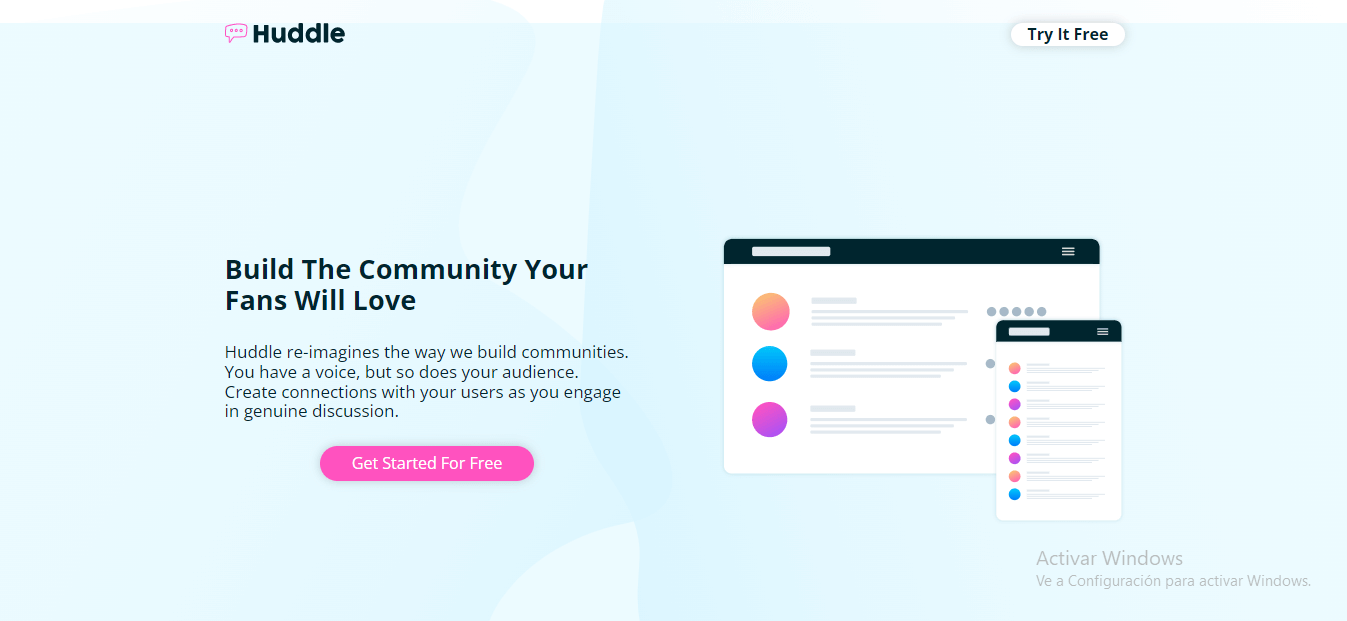 Huddle
Try It Free
Build The Community Your
Fans Will Love
Huddle re-imagines the way we build communities.
You have a voice, but so does your audience.
Create connections with your users as you engage
in genuine discussion.
Get Started For Free
Activar Windows
Ve a Configuración para activar Windows.